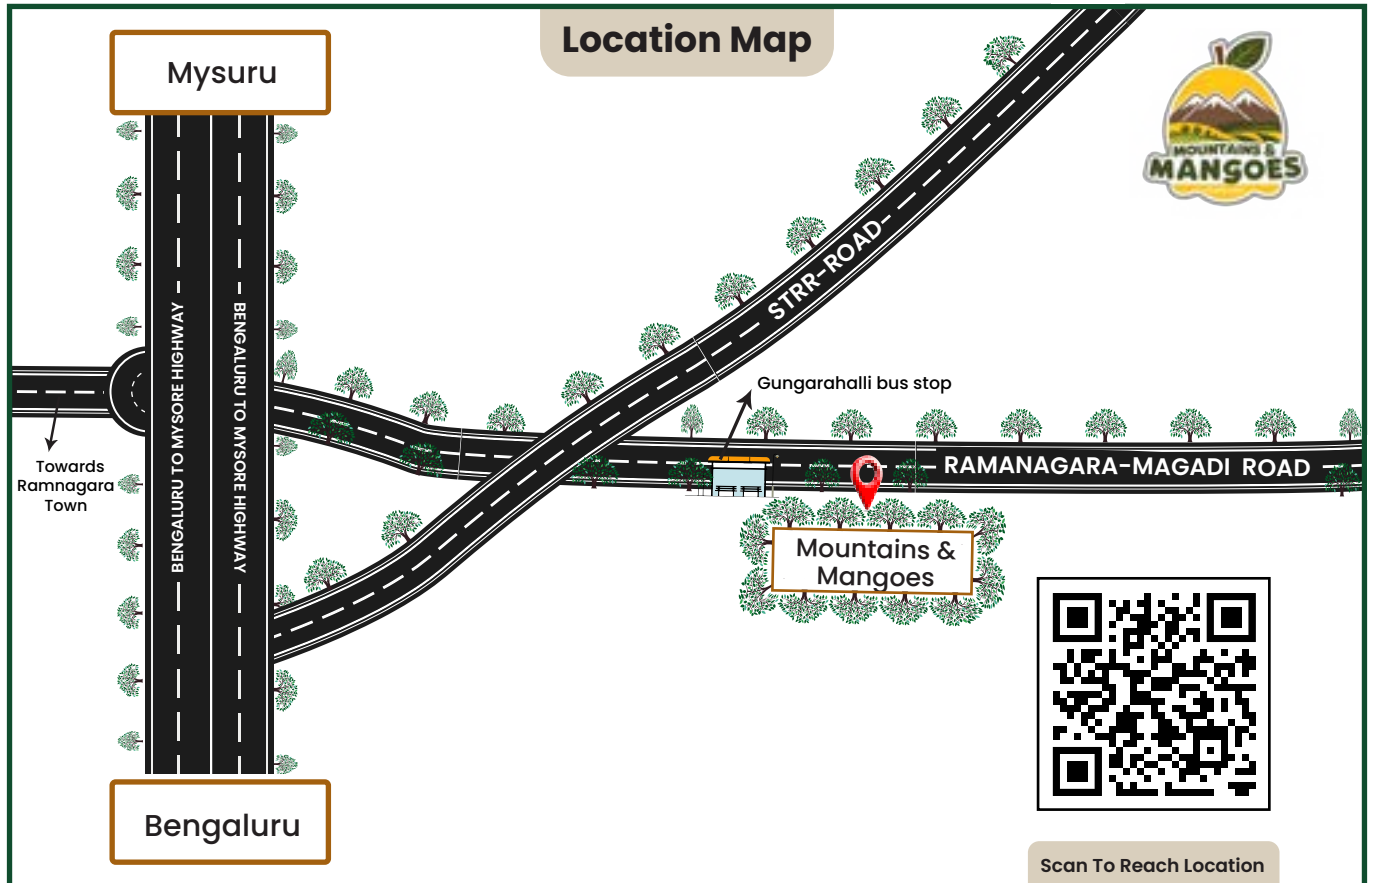 Location Map
Mysuru
MOUNTAINS &
MANGOES
STRR-ROAD
BENGALURU TO MYSORE HIGHWAY
BENGALURU TO MYSORE HIGHWAY
Gungarahalli bus stop
RAMANAGARA-MAGADI ROAD
Towards
Ramnagara
Town
Mountains &
Mangoes
Bengaluru
Scan To Reach Location